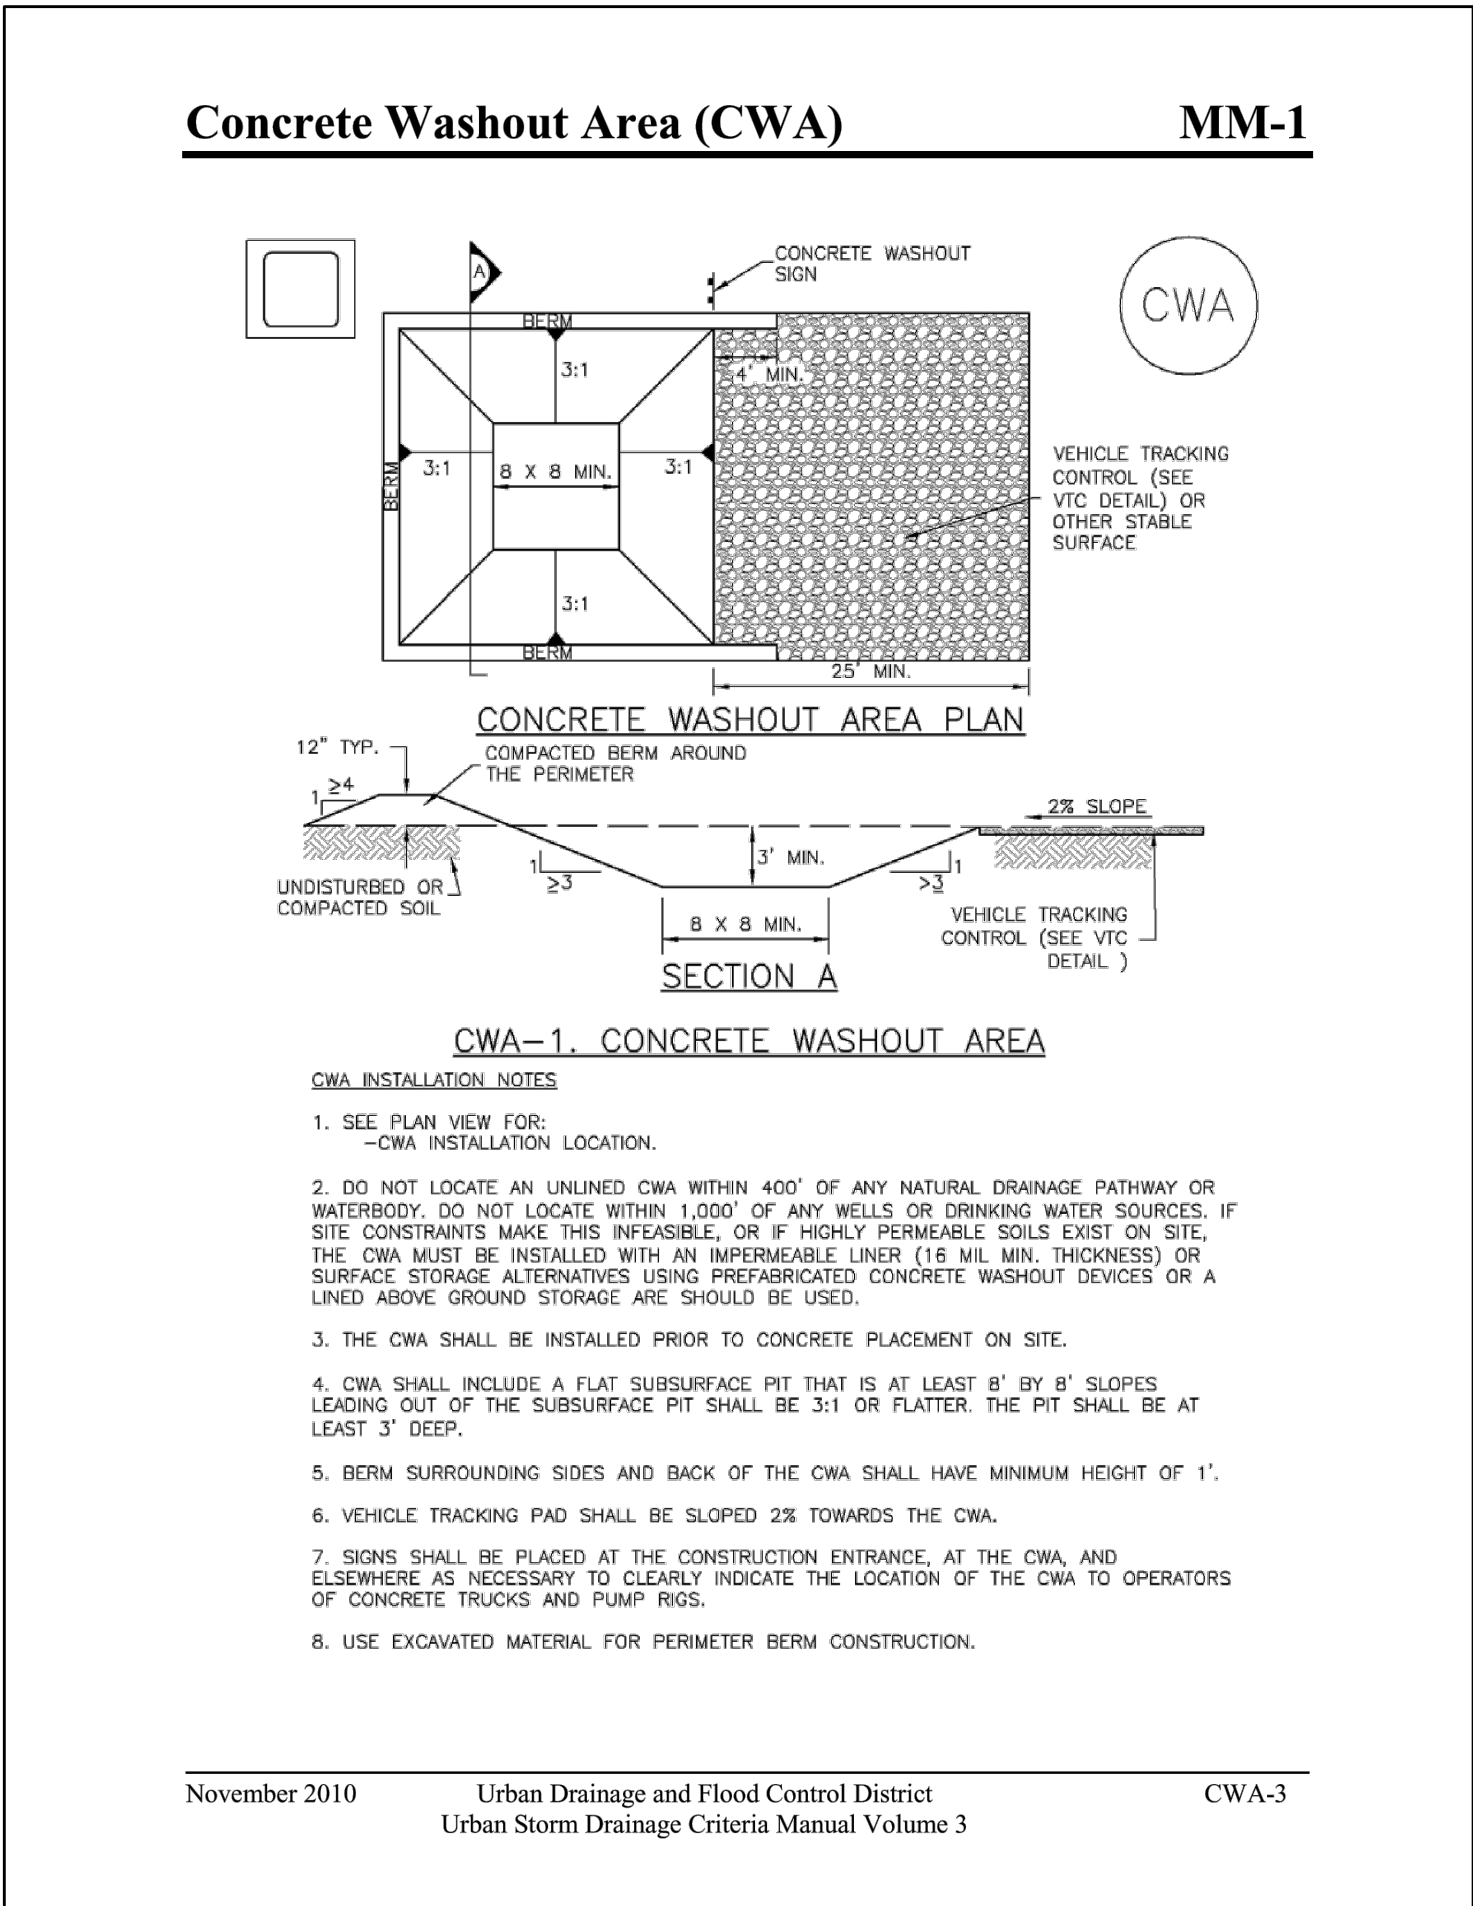 Concrete Washout Area (CWA) MM-1
CONCRETE WASHOUT
SIGN
A
CWA
BERM
3:1
4' MIN.
VEHICLE TRACKING
CONTROL (SEE
VTC DETAIL) OR
OTHER STABLE
SURFACE
BERM
3:1
8 X 8 MIN.
3:1
3:1
BERM
25' MIN.
CONCRETE WASHOUT AREA PLAN
12" TYP.
COMPACTED BERM AROUND
THE PERIMETER
1
≥4
2% SLOPE
3' MIN.
1
≥3
≥3
1
UNDISTURBED OR
COMPACTED SOIL
8 X 8 MIN.
VEHICLE TRACKING
CONTROL (SEE VTC
DETAIL )
SECTION A
CWA-1. CONCRETE WASHOUT AREA
CWA INSTALLATION NOTES
1. SEE PLAN VIEW FOR:
-CWA INSTALLATION LOCATION.
2. DO NOT LOCATE AN UNLINED CWA WITHIN 400' OF ANY NATURAL DRAINAGE PATHWAY OR
WATERBODY. DO NOT LOCATE WITHIN 1,000' OF ANY WELLS OR DRINKING WATER SOURCES. IF
SITE CONSTRAINTS MAKE THIS INFEASIBLE, OR IF HIGHLY PERMEABLE SOILS EXIST ON SITE,
THE CWA MUST BE INSTALLED WITH AN IMPERMEABLE LINER (16 MIL MIN. THICKNESS) OR
SURFACE STORAGE ALTERNATIVES USING PREFABRICATED CONCRETE WASHOUT DEVICES OR A
LINED ABOVE GROUND STORAGE ARE SHOULD BE USED.
3. THE CWA SHALL BE INSTALLED PRIOR TO CONCRETE PLACEMENT ON SITE.
4. CWA SHALL INCLUDE A FLAT SUBSURFACE PIT THAT IS AT LEAST 8' BY 8' SLOPES
LEADING OUT OF THE SUBSURFACE PIT SHALL BE 3:1 OR FLATTER. THE PIT SHALL BE AT
LEAST 3' DEEP.
5. BERM SURROUNDING SIDES AND BACK OF THE CWA SHALL HAVE MINIMUM HEIGHT OF 1'.
6. VEHICLE TRACKING PAD SHALL BE SLOPED 2% TOWARDS THE CWA.
7. SIGNS SHALL BE PLACED AT THE CONSTRUCTION ENTRANCE, AT THE CWA, AND
ELSEWHERE AS NECESSARY TO CLEARLY INDICATE THE LOCATION OF THE CWA TO OPERATORS
OF CONCRETE TRUCKS AND PUMP RIGS.
8. USE EXCAVATED MATERIAL FOR PERIMETER BERM CONSTRUCTION.
November 2010 Urban Drainage and Flood Control District CWA-3
Urban Storm Drainage Criteria Manual Volume 3